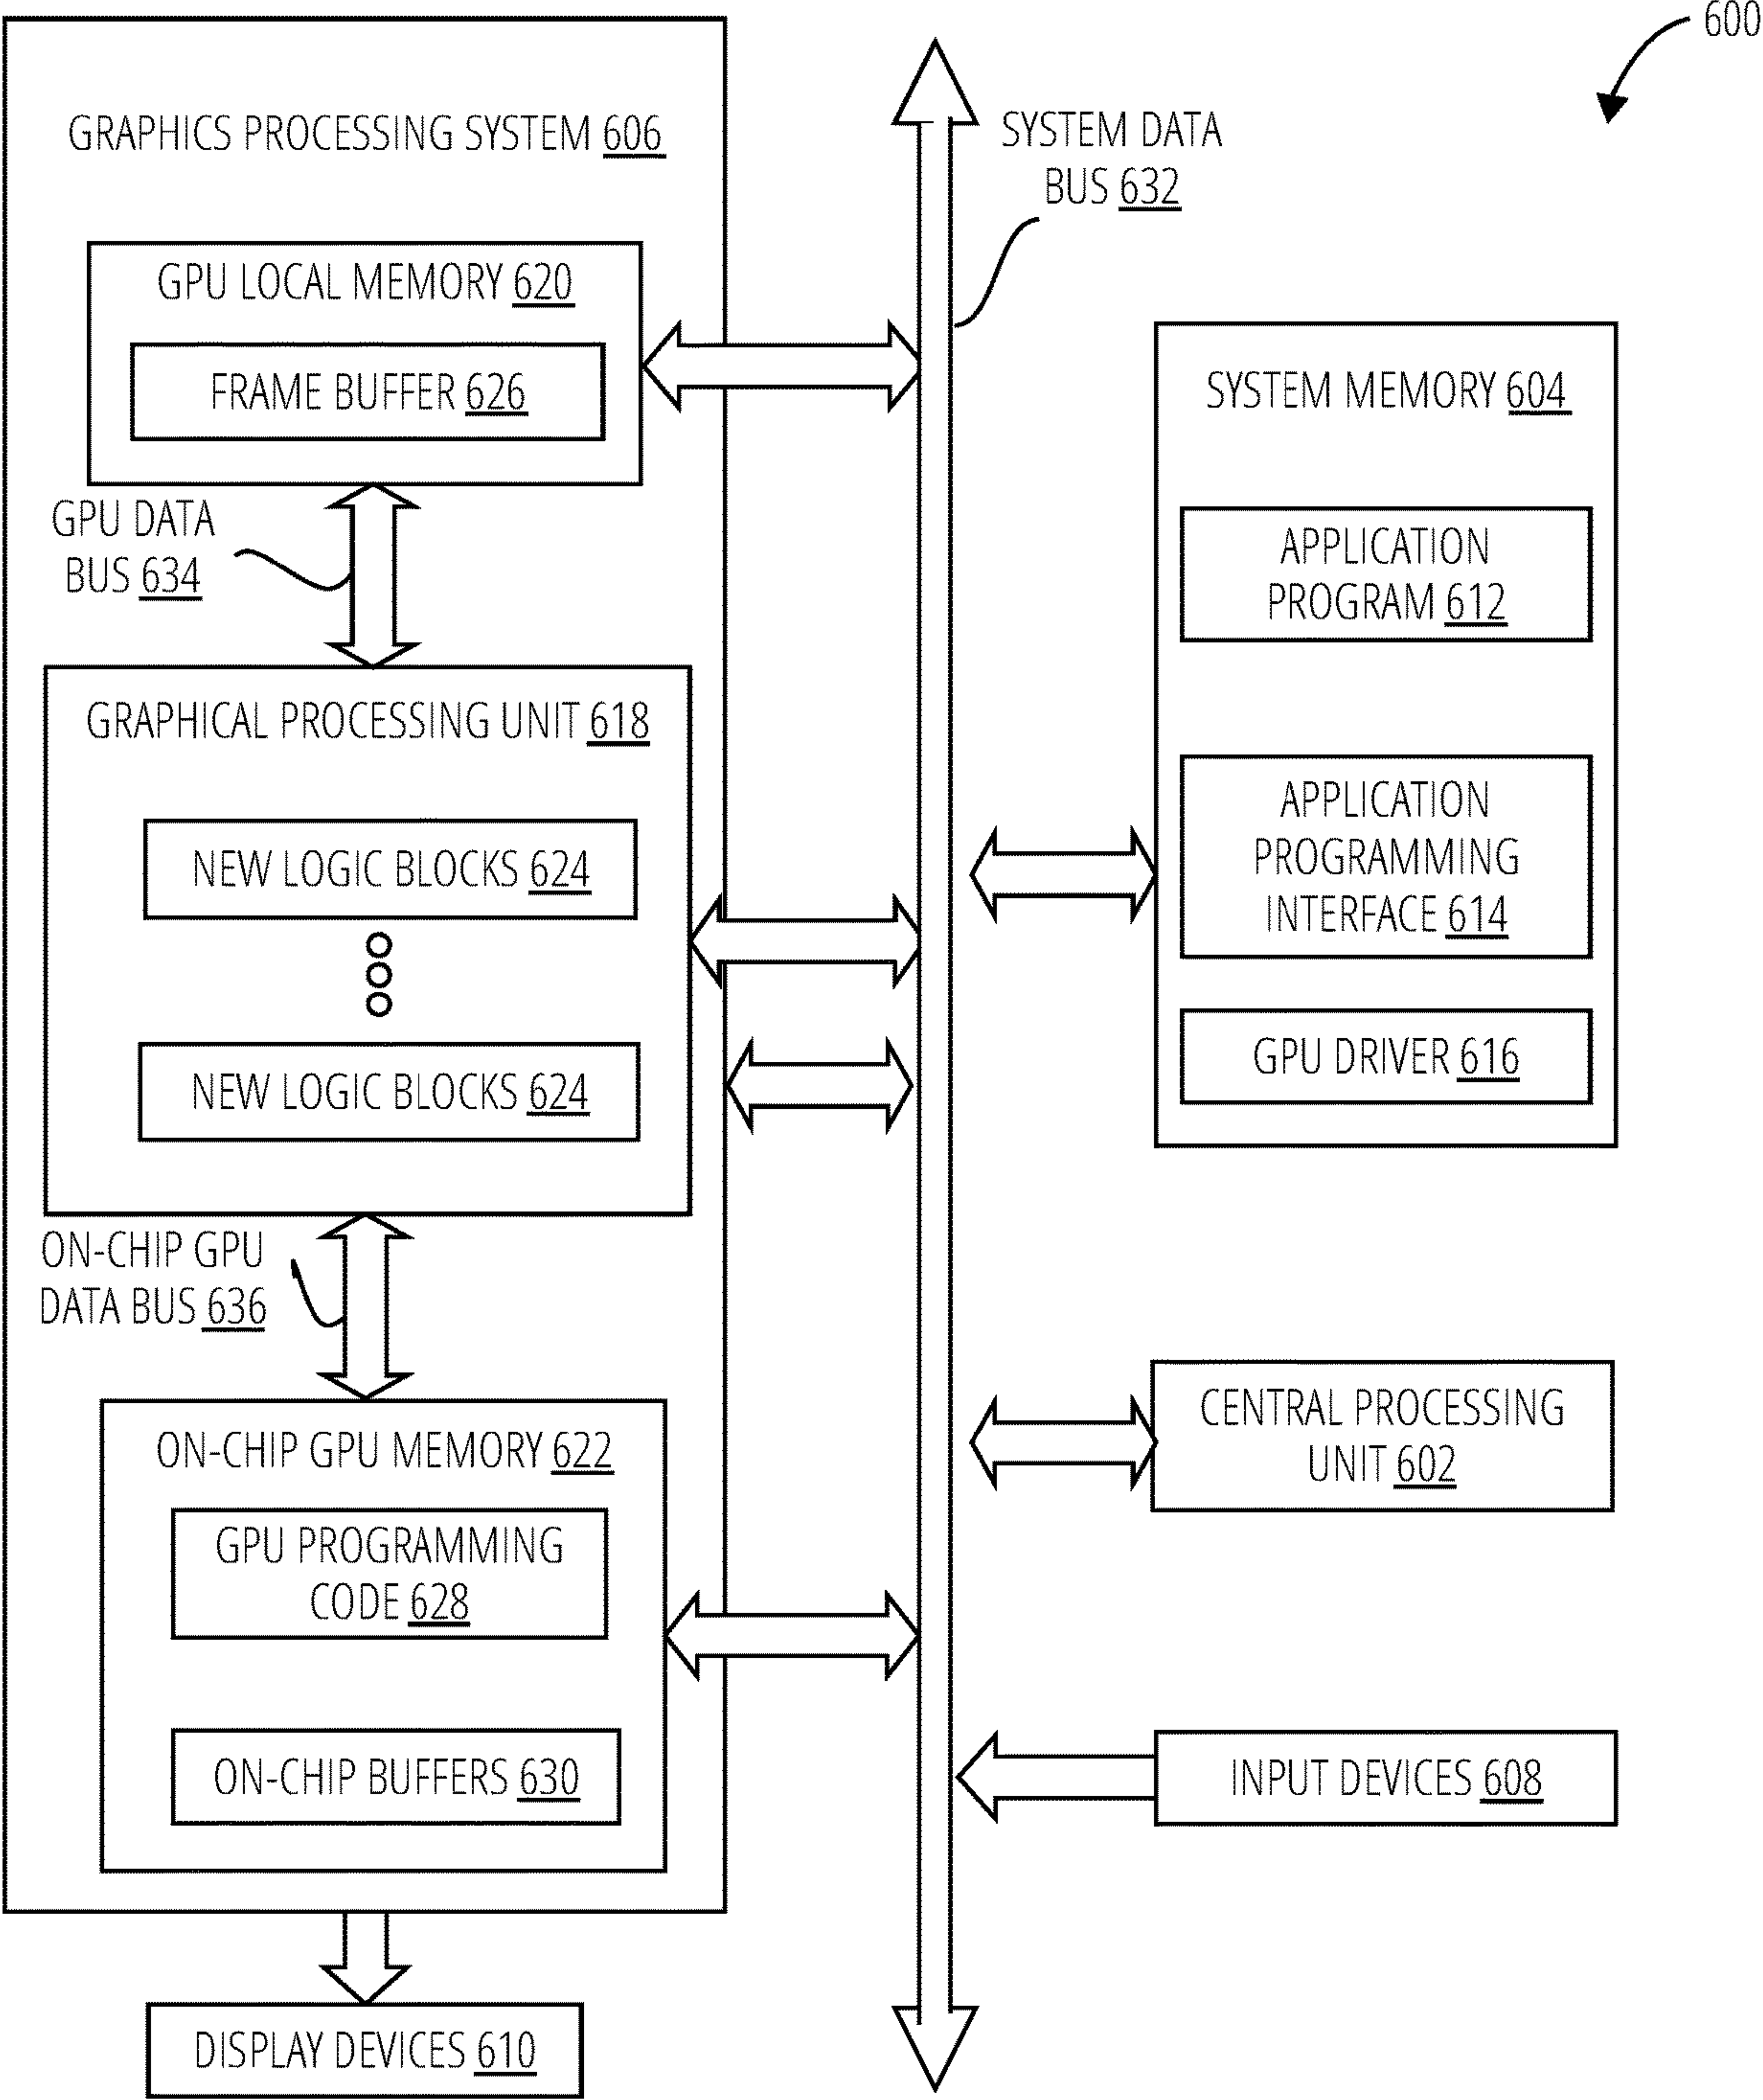 600
GRAPHICS PROCESSING SYSTEM 606
SYSTEM DATA
BUS 632
GPU LOCAL MEMORY 620
FRAME BUFFER 626
GPU DATA
BUS 634
GRAPHICAL PROCESSING UNIT 618
NEW LOGIC BLOCKS 624
NEW LOGIC BLOCKS 624
ON-CHIP GPU
DATA BUS 636
ON-CHIP GPU MEMORY 622
GPU PROGRAMMING
CODE 628
ON-CHIP BUFFERS 630
DISPLAY DEVICES 610
SYSTEM MEMORY 604
APPLICATION
PROGRAM 612
APPLICATION
PROGRAMMING
INTERFACE 614
GPU DRIVER 616
CENTRAL PROCESSING
UNIT 602
INPUT DEVICES 608